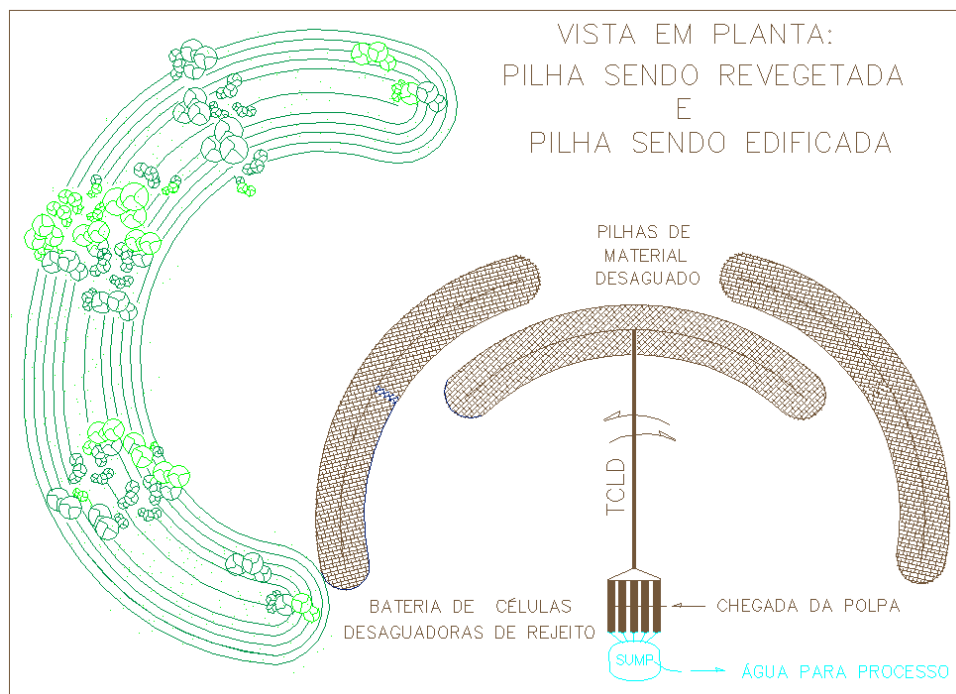 VISTA EM PLANTA:
PILHA SENDO REVEGETADA
E
PILHA SENDO EDIFICADA
PILHAS DE
MATERIAL
DESAGUADO
TCLD
BATERIA DE CÉLULAS
DESAGUADORAS DE REJEITO
CHEGADA DA POLPA
SUMP
ÁGUA PARA PROCESSO